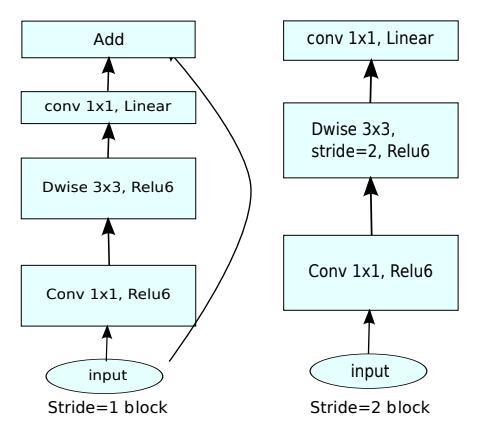 Add
conv 1x1, Linear
Dwise 3x3, Relu6
Conv 1x1, Relu6
input
Stride=1 block
conv 1x1, Linear
Dwise 3x3,
stride=2, Relu6
Conv 1x1, Relu6
input
Stride=2 block